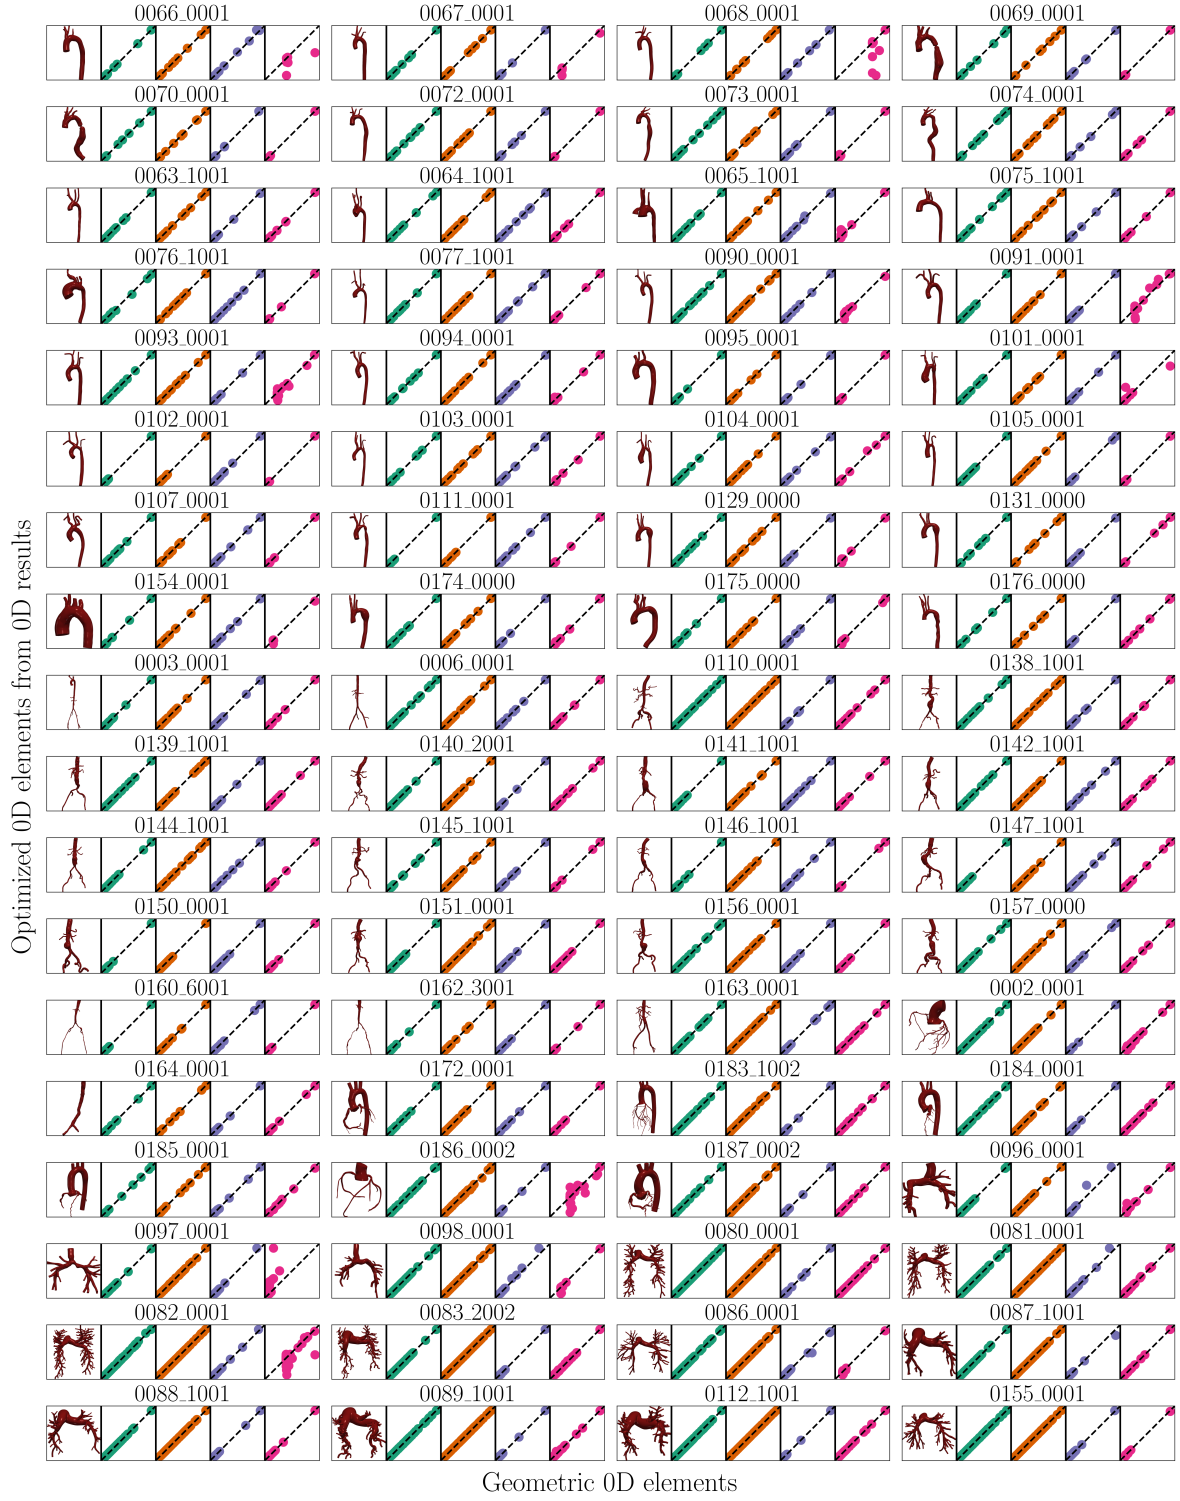 0066_0001 0067_0001 0068_0001 0069_0001
0070_0001 0072_0001 0073_0001 0074_0001
0063_1001 0064_1001 0065_1001 0075_1001
0076_1001 0077_1001 0090_0001 0091_0001
0093_0001 0094_0001 0095_0001 0101_0001
0102_0001 0103_0001 0104_0001 0105_0001
0107_0001 0111_0001 0129_0000 0131_0000
0154_0001 0174_0000 0175_0000 0176_0000
0003_0001 0006_0001 0110_0001 0138_1001
0139_1001 0140_2001 0141_1001 0142_1001
0144_1001 0145_1001 0146_1001 0147_1001
0150_0001 0151_0001 0156_0001 0157_0000
0160_6001 0162_3001 0163_0001 0002_0001
0164_0001 0172_0001 0183_1002 0184_0001
0185_0001 0186_0002 0187_0002 0096_0001
0097_0001 0098_0001 0080_0001 0081_0001
0082_0001 0083_2002 0086_0001 0087_1001
0088_1001 0089_1001 0112_1001 0155_0001
Optimized 0D elements from 0D results
Geometric 0D elements